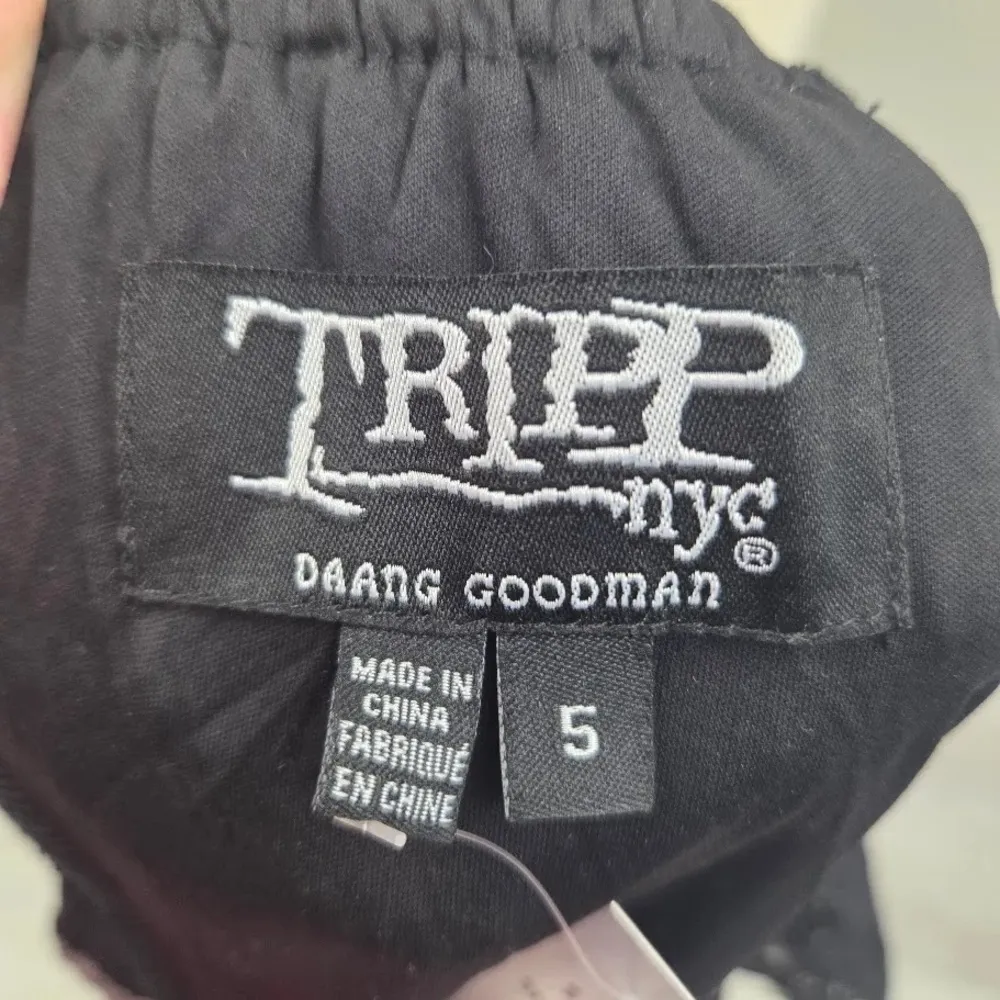 TRIPP
nyc®
DAANG GOODMAN
MADE IN
CHINA
FABRIQUÉ
EN CHINE
5